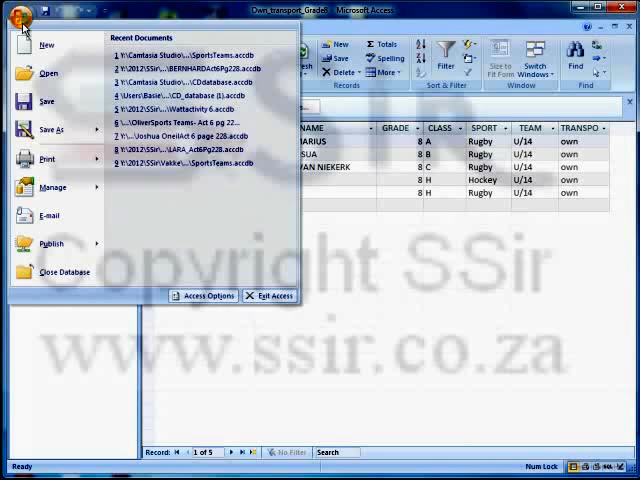 Own_transport_Grade8 : Microsoft Access
New
Open
Save
Save As
Print
Manage
E-mail
Publish
Close Database
Recent Documents
1 Y:\Camtasia Studio\...\SportsTeams.accdb
2 Y:\2012\SSir\...\BERNHARDAct6Pg228.accdb
3 Y:\Camtasia Studio\...\CDdatabase.accdb
4 \Users\Basie\...\CD_database (1).accdb
5 Y:\2012\SSir\...\Wattactivity 6.accdb
6 \...\OliverSports Teams- Act 6 pg 22...
7 Y:\...\Joshua OneilAct 6 page 228.accdb
8 Y:\2012\SSir\...\LARA_Act6Pg228.accdb
9 Y:\2012\SSir\Vakke\...\SportsTeams.accdb
Access Options
Exit Access
New
Save
Delete
Totals
Spelling
More
Records
Filter
Sort & Filter
Size to Fit Form
Switch Windows
Window
Find
Find
NAME GRADE CLASS SPORT TEAM TRANSPO
MARIUS 8 A Rugby U/14 own
SUA 8 B Rugby U/14 own
VAN NIEKERK 8 C Rugby U/14 own
8 H Hockey U/14 own
8 H Rugby U/14 own
Copyright SSir
www.ssir.co.za
Record: 1 of 5 No Filter Search
Ready
Num Lock